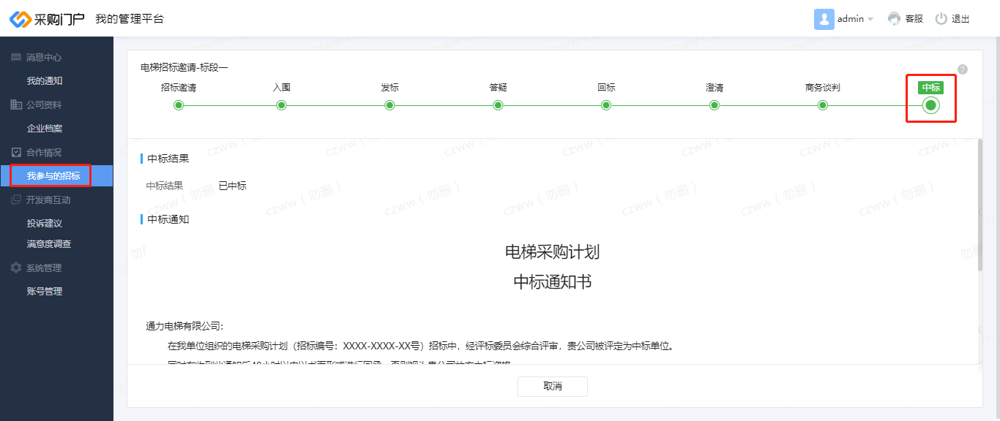 采购门户 我的管理平台
admin 客服 退出
消息中心
我的通知
公司资料
企业档案
合作情况
我参与的招标
开发商互动
投诉建议
满意度调查
系统管理
账号管理
电梯招标邀请-标段一
招标邀请 入围 发标 答疑 回标 澄清 商务谈判 中标
中标结果
中标结果 已中标
中标通知
电梯采购计划
中标通知书
通力电梯有限公司：
在我单位组织的电梯采购计划（招标编号：XXXX-XXXX-XX号）招标中，经评标委员会综合评审，贵公司被评定为中标单位。
取消
czww（勿删）